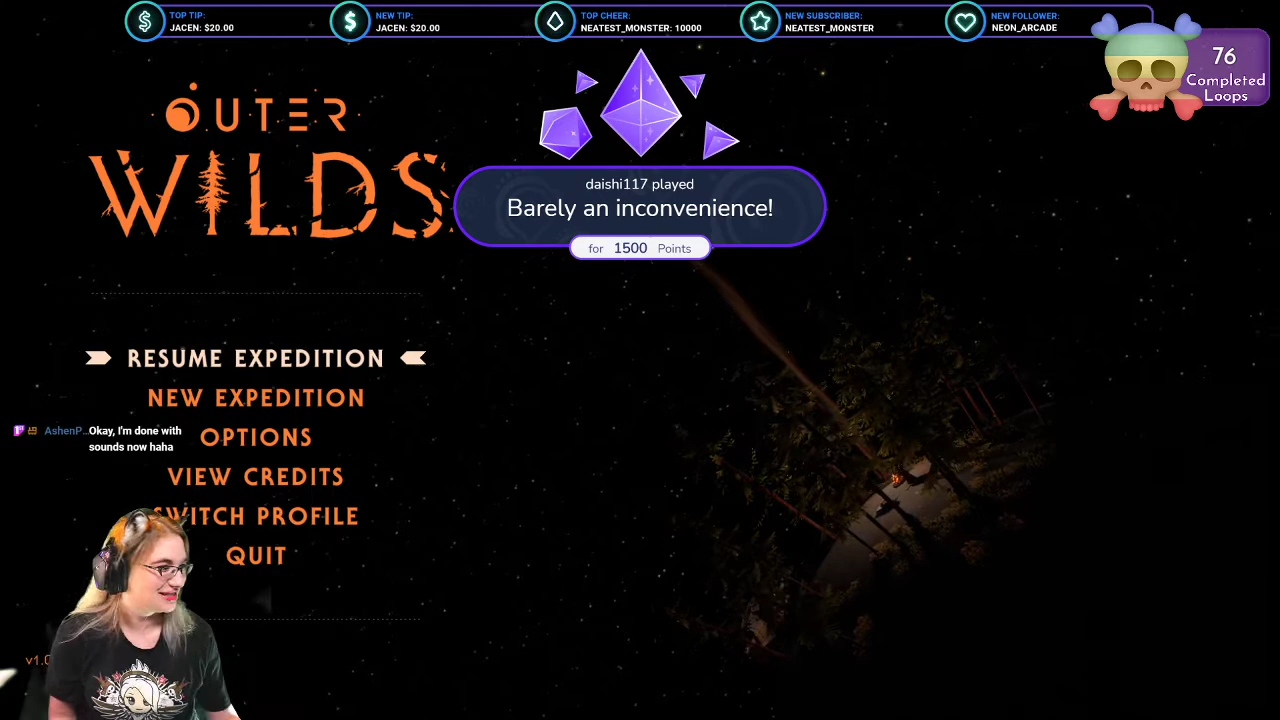 TOP TIP:
JACEN: $20.00
NEW TIP:
JACEN: $20.00
TOP CHEER:
NEATEST_MONSTER: 10000
NEW SUBSCRIBER:
NEATEST_MONSTER
NEW FOLLOWER:
NEON_ARCADE
76
Completed
Loops
OUTER
WILDS
daishi117 played
Barely an inconvenience!
for 1500 Points
RESUME EXPEDITION
NEW EXPEDITION
OPTIONS
VIEW CREDITS
SWITCH PROFILE
QUIT
AshenP... Okay, I'm done with
sounds now haha